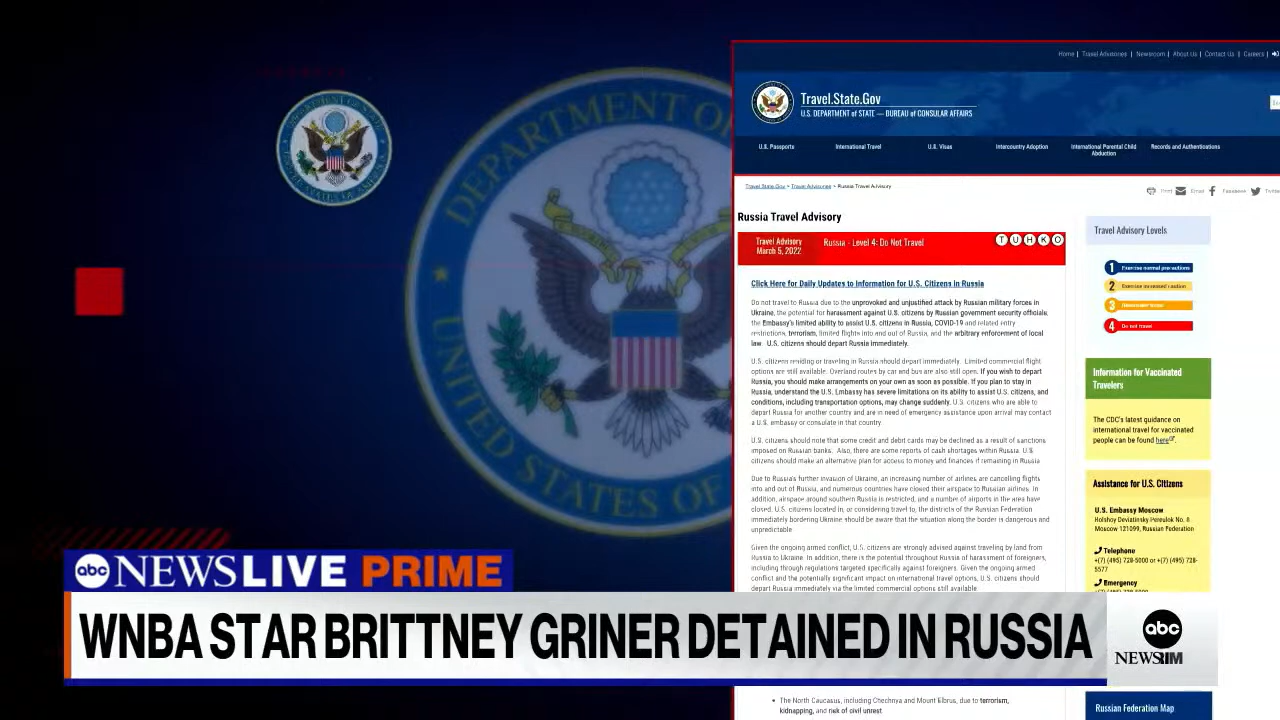 Home | Travel Advisories | Newsroom | About Us | Contact Us | Careers |
Travel.State.Gov
U.S. DEPARTMENT of STATE — BUREAU of CONSULAR AFFAIRS
U.S. Passports
International Travel
U.S. Visas
Intercountry Adoption
International Parental Child
Abduction
Records and Authentications
Travel.State.Gov > Travel Advisories > Russia Travel Advisory
Print Email Facebook
Russia Travel Advisory
Travel Advisory
March 5, 2022
Russia - Level 4: Do Not Travel
T U H K O
Click Here for Daily Updates to Information for U.S. Citizens in Russia
Do not travel to Russia due to the unprovoked and unjustified attack by Russian military forces in
Ukraine, the potential for harassment against U.S. citizens by Russian government security officials,
the Embassy's limited ability to assist U.S. citizens in Russia, COVID-19 and related entry
restrictions, terrorism, limited flights into and out of Russia, and the arbitrary enforcement of local
law. U.S. citizens should depart Russia immediately.
U.S. citizens residing or traveling in Russia should depart immediately. Limited commercial flight
options are still available. Overland routes by car and bus are also still open. If you wish to depart
Russia, you should make arrangements on your own as soon as possible. If you plan to stay in
Russia, understand the U.S. Embassy has severe limitations on its ability to assist U.S. citizens, and
conditions, including transportation options, may change suddenly. U.S. citizens who are able to
depart Russia for another country and are in need of emergency assistance upon arrival may contact
a U.S. embassy or consulate in that country.
U.S. citizens should note that some credit and debit cards may be declined as a result of sanctions
imposed on Russian banks. Also, there are some reports of cash shortages within Russia. U.S
citizens should make an alternative plan for access to money and finances if remaining in Russia
Due to Russia's further invasion of Ukraine, an increasing number of airlines are cancelling flights
into and out of Russia, and numerous countries have closed their airspace to Russian airlines. In
addition, airspace around southern Russia is restricted, and a number of airports in the area have
closed. U.S. citizens located in, or considering travel to, the districts of the Russian Federation
immediately bordering Ukraine should be aware that the situation along the border is dangerous and
unpredictable
Given the ongoing armed conflict, U.S. citizens are strongly advised against traveling by land from
Russia to Ukraine. In addition, there is the potential throughout Russia of harassment of foreigners,
including through regulations targeted specifically against foreigners. Given the ongoing armed
conflict and the potentially significant impact on international travel options, U.S. citizens should
depart Russia immediately via the limited commercial options still available
Travel Advisory Levels
1 Exercise normal precautions
2 Exercise increased caution
3
4 Do not travel
Information for Vaccinated
Travelers
The CDC's latest guidance on
international travel for vaccinated
people can be found here.
Assistance for U.S. Citizens
U.S. Embassy Moscow
Bolshoy Deviatinsky Pereulok No. 8
Moscow 121099, Russian Federation
Telephone
+(7) (495) 728-5000 or +(7) (495) 728-
5577
Emergency
DEPARTMENT OF
UNITED STATES OF
abc NEWS LIVE PRIME
WNBA STAR BRITTNEY GRINER DETAINED IN RUSSIA
abc
NEWS
The North Caucasus, including Chechnya and Mount Elbrus, due to terrorism,
kidnapping, and risk of civil unrest
Russian Federation Map